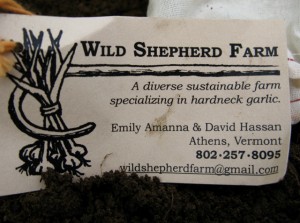 WILD SHEPHERD FARM
A diverse sustainable farm
specializing in hardneck garlic.
Emily Amanna & David Hassan
Athens, Vermont
802·257·8095
wildshepherdfarm@gmail.com